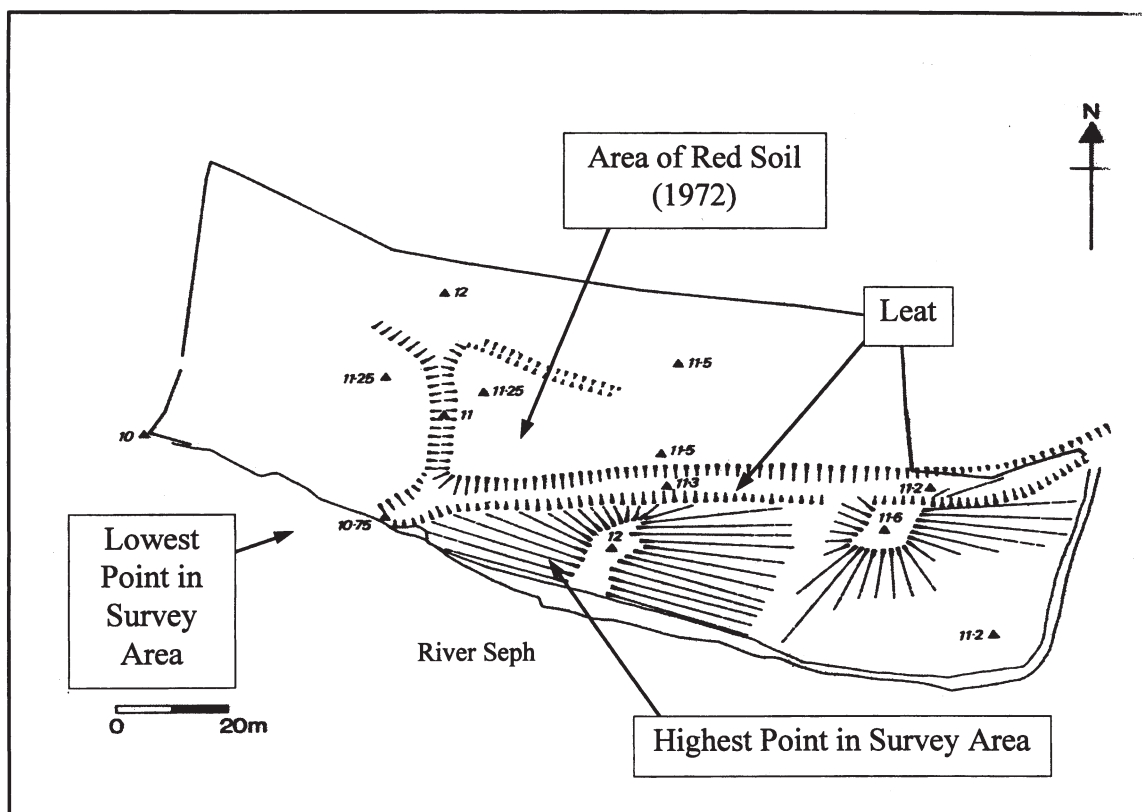 N
Area of Red Soil
(1972)
Leat
12
11·25
11·25
11·5
11
10
11·5
11·3
11·2
11·6
10·75
12
11·2
Lowest
Point in
Survey
Area
River Seph
0 20m
Highest Point in Survey Area